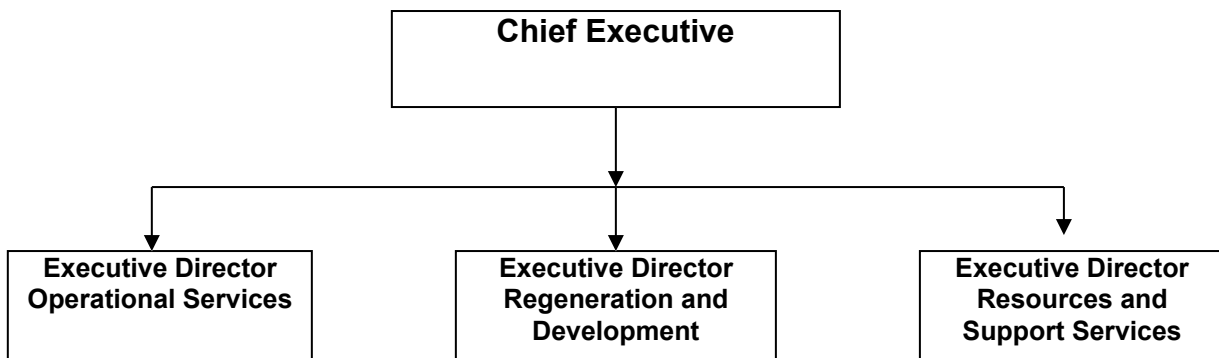 Chief Executive
Executive Director
Operational Services
Executive Director
Regeneration and
Development
Executive Director
Resources and
Support Services